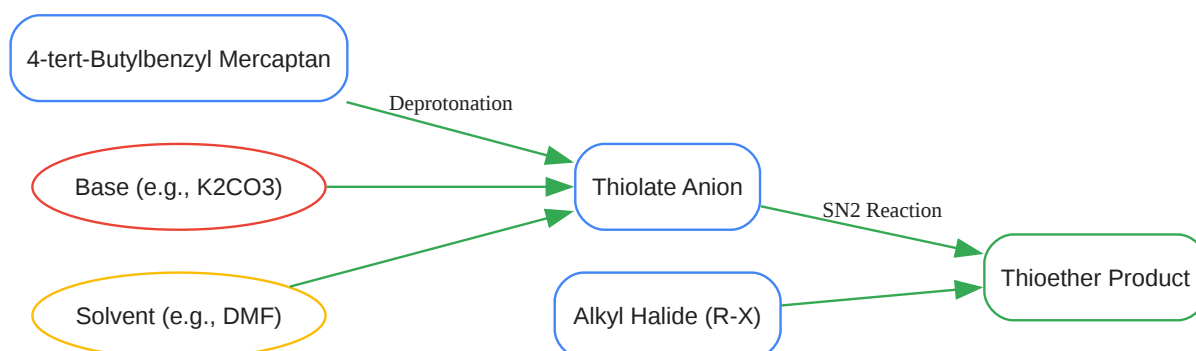 4-tert-Butylbenzyl Mercaptan
Deprotonation
Base (e.g., K2CO3)
Thiolate Anion
SN2 Reaction
Thioether Product
Solvent (e.g., DMF)
Alkyl Halide (R-X)